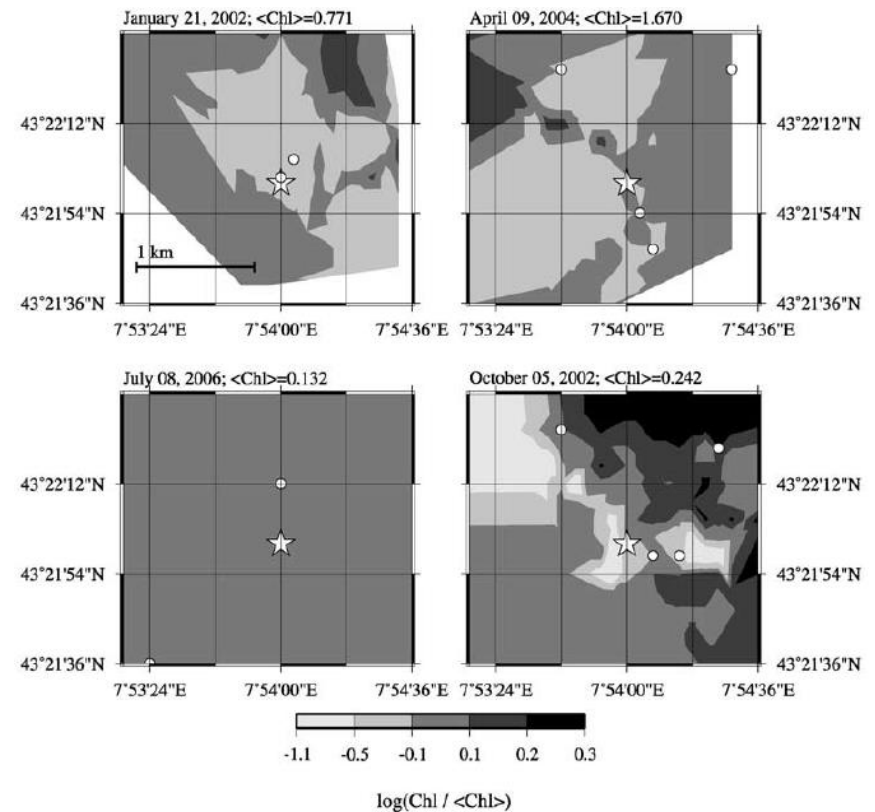 January 21, 2002; <Chl>=0.771
April 09, 2004; <Chl>=1.670
43°22'12"N
43°22'12"N
43°21'54"N
43°21'54"N
1 km
43°21'36"N
43°21'36"N
7°53'24"E 7°54'00"E 7°54'36"E
7°53'24"E 7°54'00"E 7°54'36"E
July 08, 2006; <Chl>=0.132
October 05, 2002; <Chl>=0.242
43°22'12"N
43°22'12"N
43°21'54"N
43°21'54"N
43°21'36"N
43°21'36"N
7°53'24"E 7°54'00"E 7°54'36"E
7°53'24"E 7°54'00"E 7°54'36"E
-1.1 -0.5 -0.1 0.1 0.2 0.3
log(Chl / <Chl>)